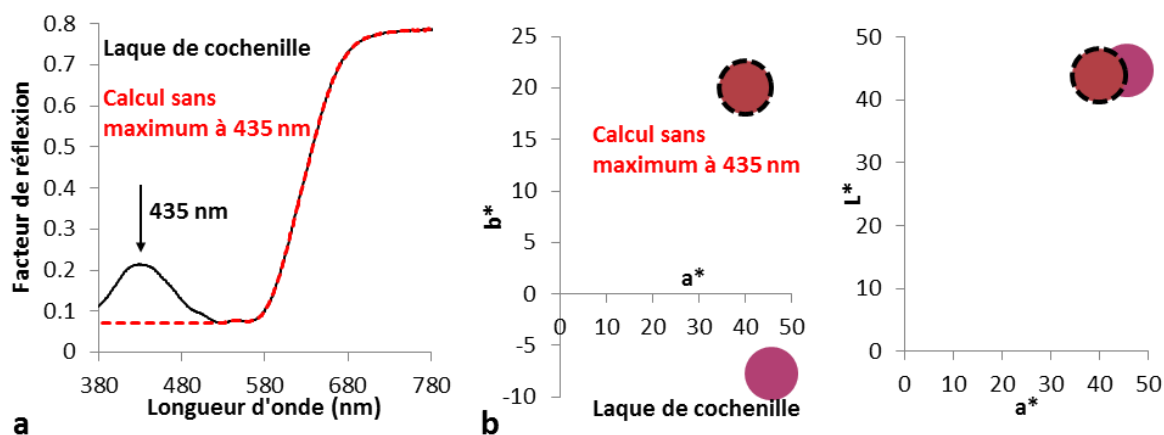 0.8
0.7
0.6
0.5
0.4
0.3
0.2
0.1
0
Facteur de réflexion
Laque de cochenille
Calcul sans
maximum à 435 nm
435 nm
380
480
580
680
780
Longueur d'onde (nm)
a
25
20
15
10
5
0
-5
-10
b*
Calcul sans
maximum à 435 nm
a*
0
10
20
30
40
50
Laque de cochenille
b
50
40
30
20
10
0
L*
0
10
20
30
40
50
a*